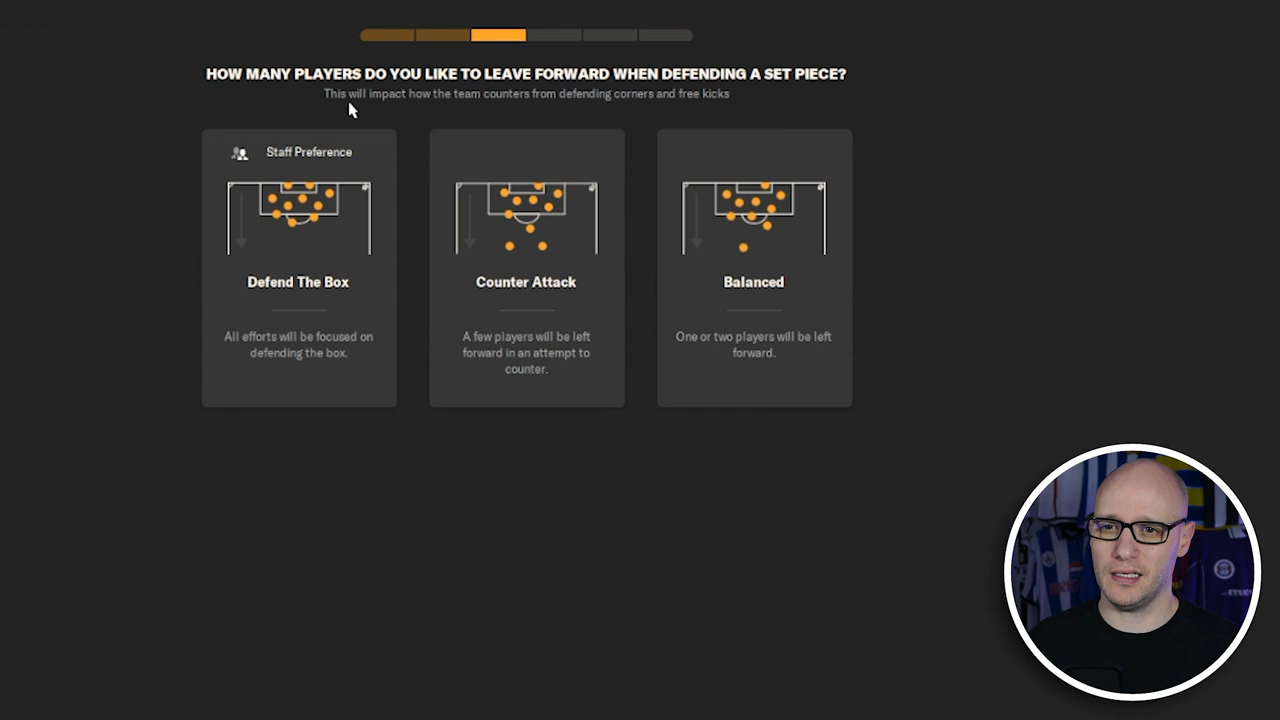 HOW MANY PLAYERS DO YOU LIKE TO LEAVE FORWARD WHEN DEFENDING A SET PIECE?
This will impact how the team counters from defending corners and free kicks
Staff Preference
Defend The Box
All efforts will be focused on
defending the box.
Counter Attack
A few players will be left
forward in an attempt to
counter.
Balanced
One or two players will be left
forward.